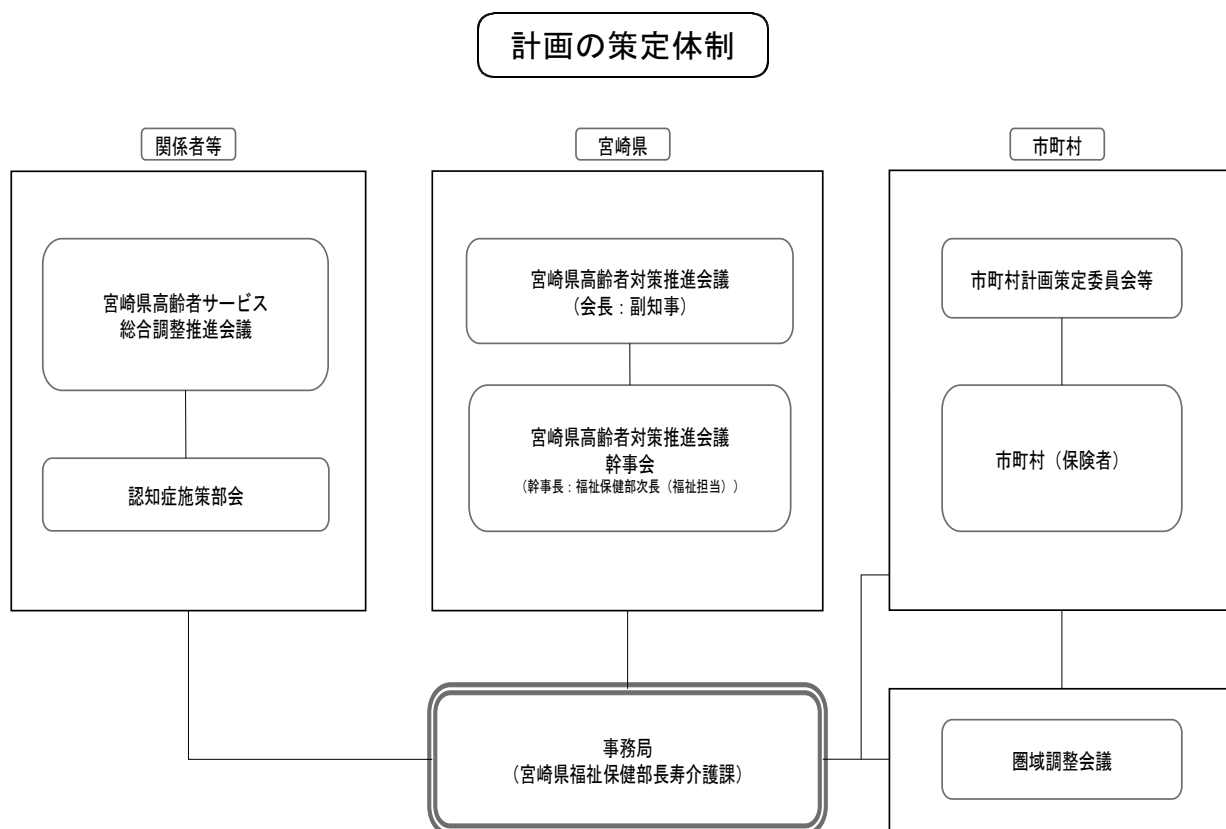 計画の策定体制
関係者等
宮崎県高齢者サービス
総合調整推進会議
認知症施策部会
宮崎県
宮崎県高齢者対策推進会議
（会長：副知事）
宮崎県高齢者対策推進会議
幹事会
（幹事長：福祉保健部次長（福祉担当））
市町村
市町村計画策定委員会等
市町村（保険者）
事務局
（宮崎県福祉保健部長寿介護課）
圏域調整会議